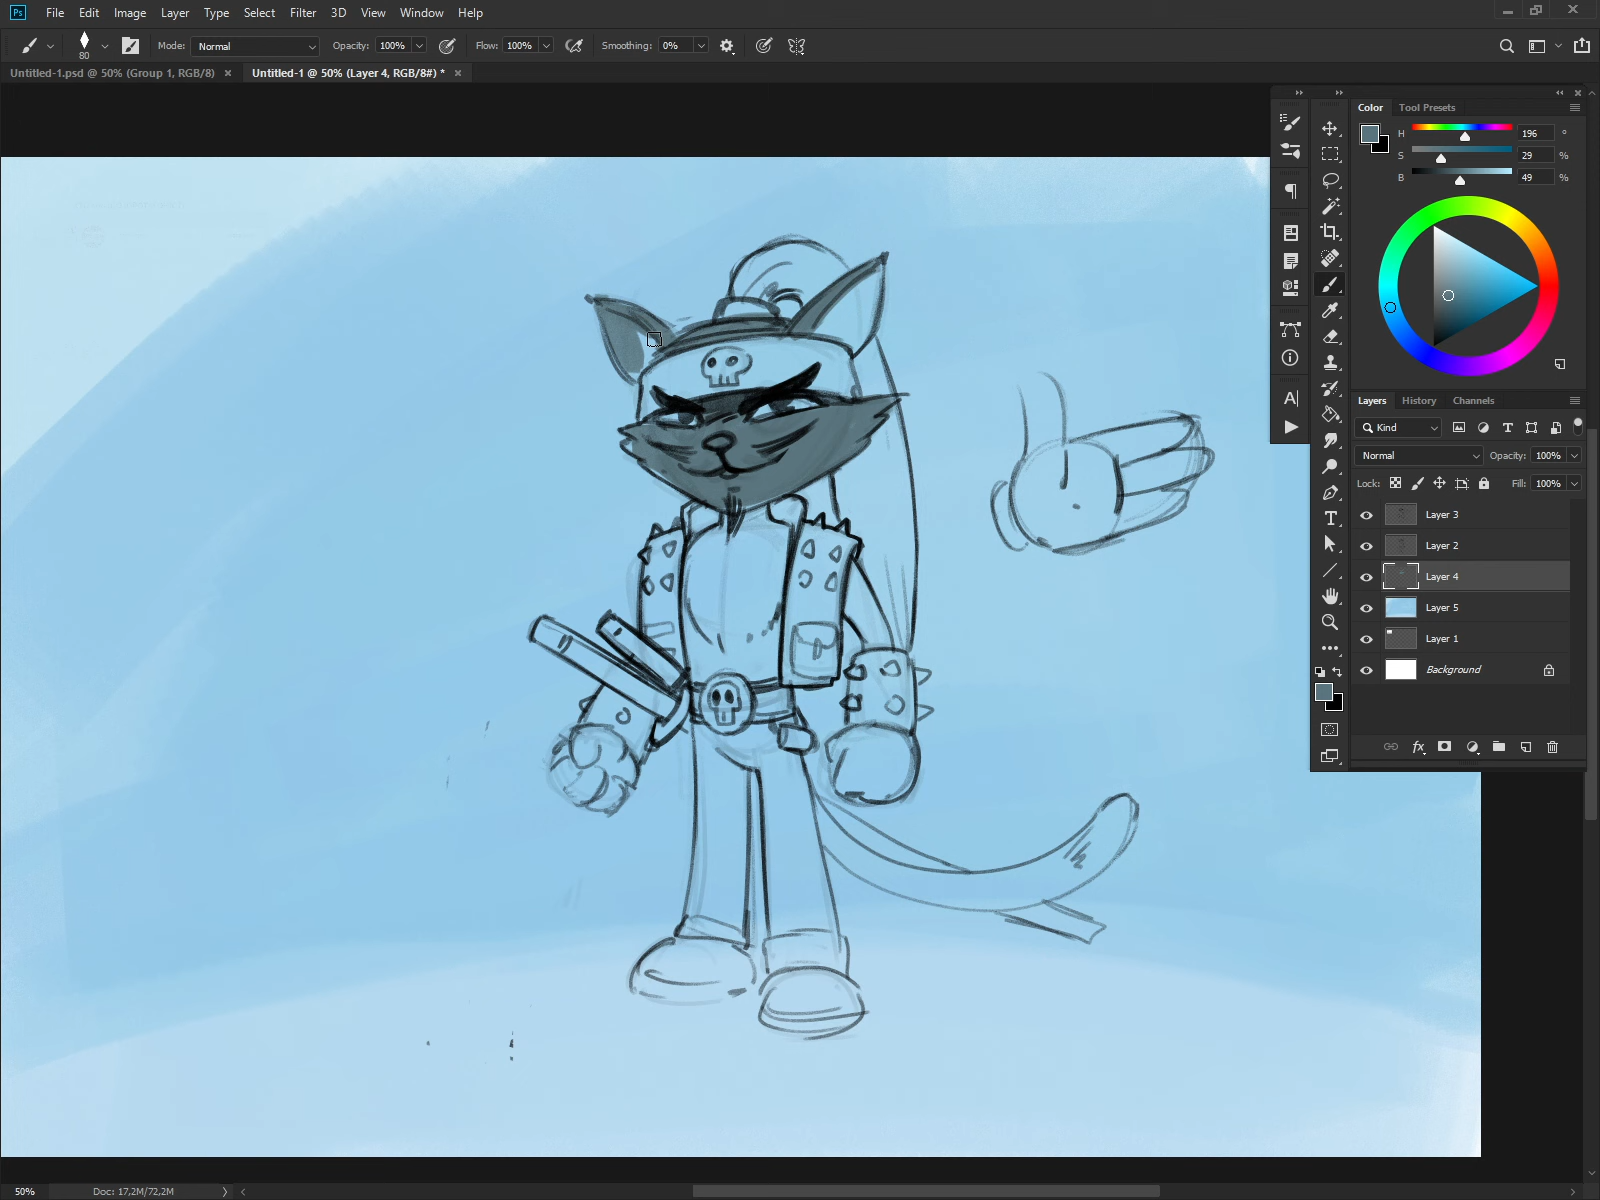 Ps File Edit Image Layer Type Select Filter 3D View Window Help
80 Mode: Normal Opacity: 100% Flow: 100% Smoothing: 0%
Untitled-1.psd @ 50% (Group 1, RGB/8) × Untitled-1 @ 50% (Layer 4, RGB/8#) * ×
Color Tool Presets
H 196 °
S 29 %
B 49 %
Layers History Channels
Kind
Normal Opacity: 100%
Lock: Fill: 100%
Layer 3
Layer 2
Layer 4
Layer 5
Layer 1
Background
fx
50% Doc: 17,2M/72,2M